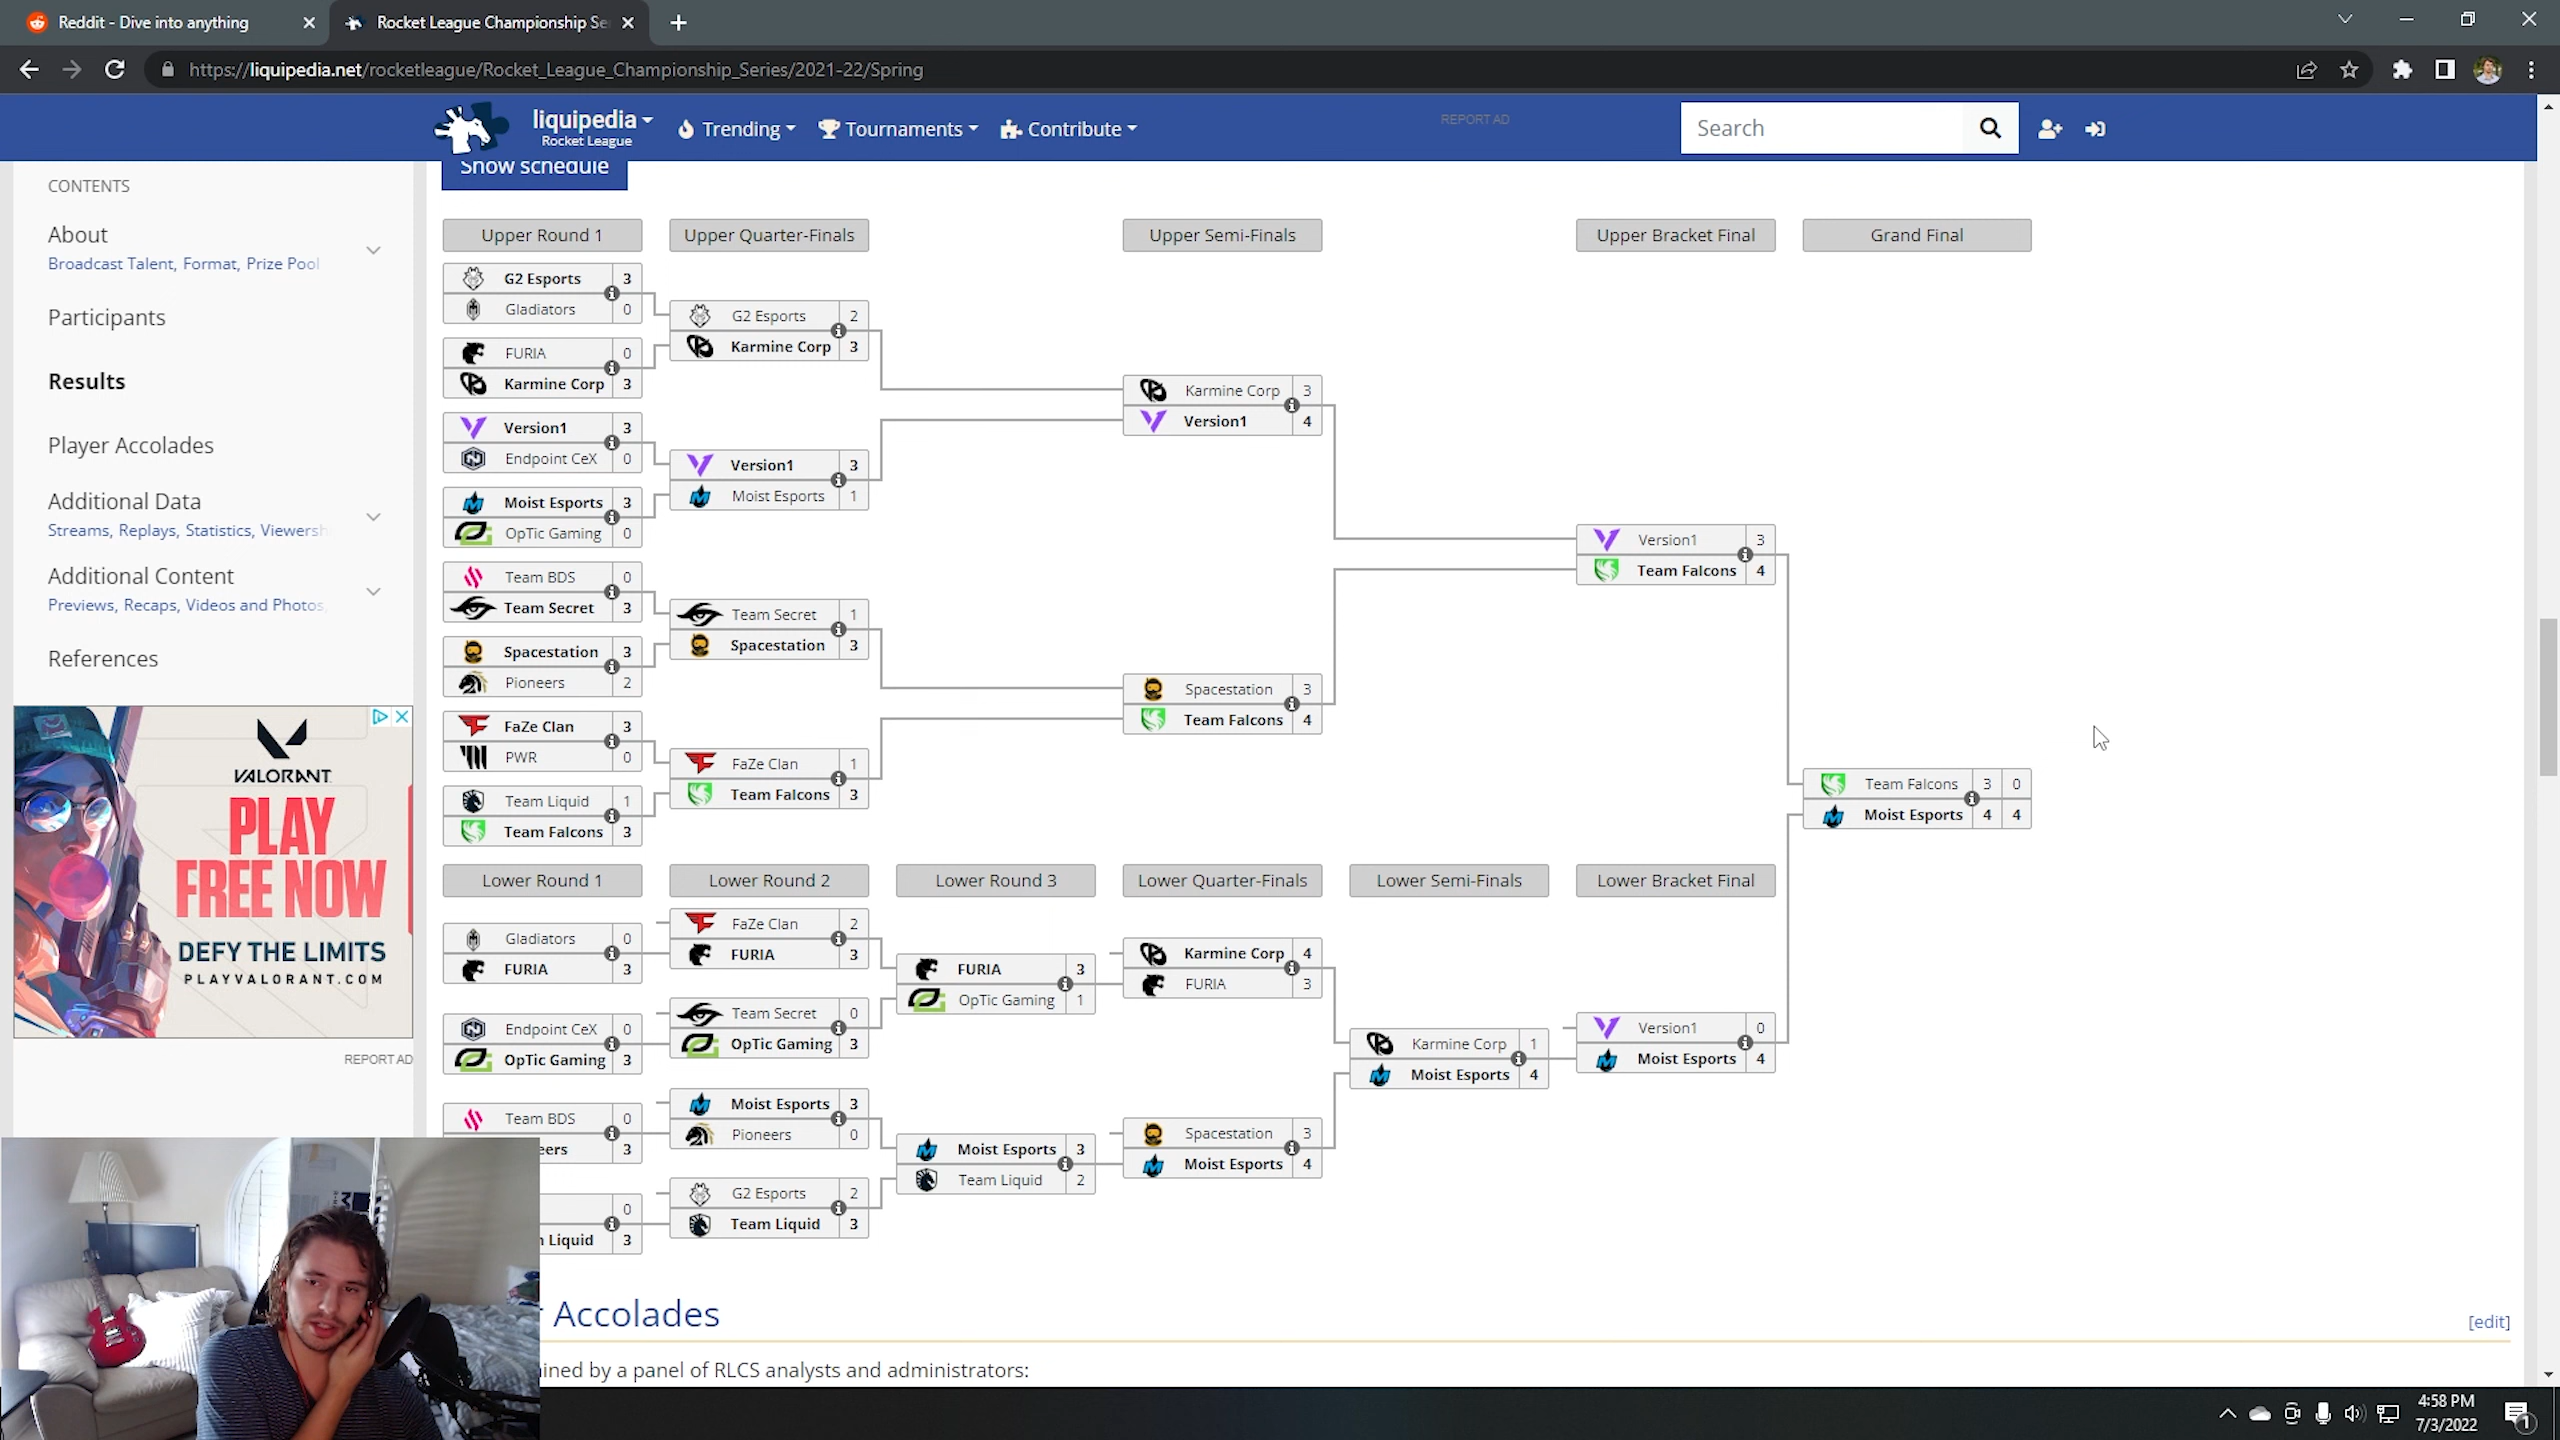 Reddit - Dive into anything
Rocket League Championship Se
https://liquipedia.net/rocketleague/Rocket_League_Championship_Series/2021-22/Spring
liquipedia
Rocket League
Trending
Tournaments
Contribute
REPORT AD
Search
Show schedule
CONTENTS
About
Broadcast Talent, Format, Prize Pool
Participants
Results
Player Accolades
Additional Data
Streams, Replays, Statistics, Viewersh
Additional Content
Previews, Recaps, Videos and Photos,
References
VALORANT
PLAY
FREE NOW
DEFY THE LIMITS
PLAYVALORANT.COM
REPORT AD
Upper Round 1
G2 Esports 3
Gladiators 0
FURIA 0
Karmine Corp 3
Version1 3
Endpoint CeX 0
Moist Esports 3
OpTic Gaming 0
Team BDS 0
Team Secret 3
Spacestation 3
Pioneers 2
FaZe Clan 3
PWR 0
Team Liquid 1
Team Falcons 3
Upper Quarter-Finals
G2 Esports 2
Karmine Corp 3
Version1 3
Moist Esports 1
Team Secret 1
Spacestation 3
FaZe Clan 1
Team Falcons 3
Upper Semi-Finals
Karmine Corp 3
Version1 4
Spacestation 3
Team Falcons 4
Upper Bracket Final
Version1 3
Team Falcons 4
Grand Final
Team Falcons 3 0
Moist Esports 4 4
Lower Round 1
Gladiators 0
FURIA 3
Endpoint CeX 0
OpTic Gaming 3
Team BDS 0
eers 3
0
Liquid 3
Lower Round 2
FaZe Clan 2
FURIA 3
Team Secret 0
OpTic Gaming 3
Moist Esports 3
Pioneers 0
G2 Esports 2
Team Liquid 3
Lower Round 3
FURIA 3
OpTic Gaming 1
Moist Esports 3
Team Liquid 2
Lower Quarter-Finals
Karmine Corp 4
FURIA 3
Spacestation 3
Moist Esports 4
Lower Semi-Finals
Karmine Corp 1
Moist Esports 4
Lower Bracket Final
Version1 0
Moist Esports 4
Accolades
[edit]
ined by a panel of RLCS analysts and administrators:
4:58 PM
7/3/2022
1